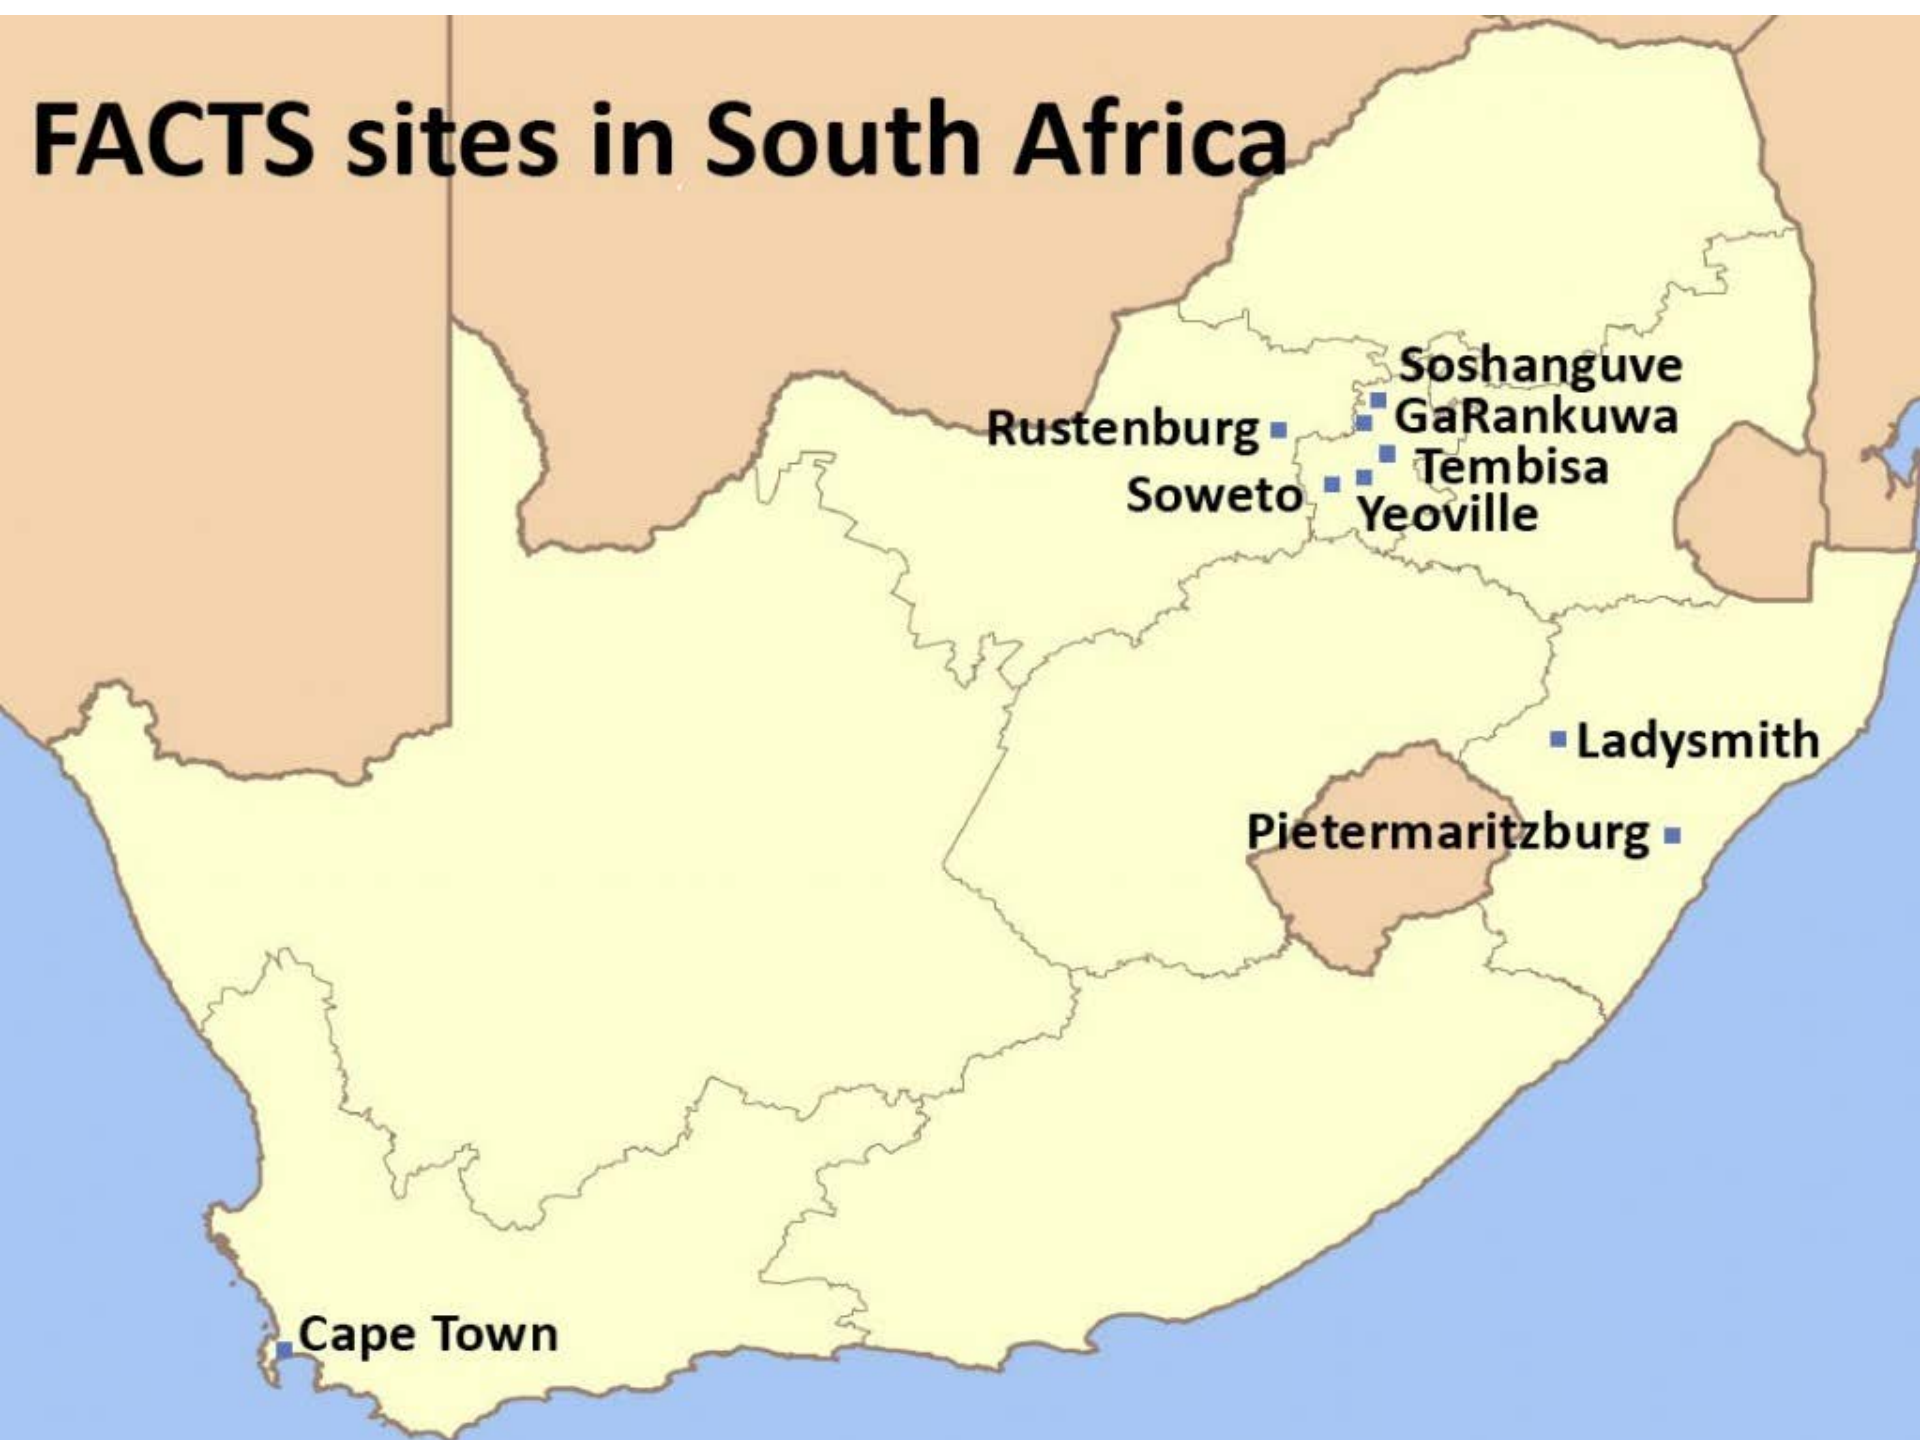 FACTS sites in South Africa
Soshanguve
GaRankuwa
Rustenburg
Tembisa
Soweto
Yeoville
Ladysmith
Pietermaritzburg
Cape Town